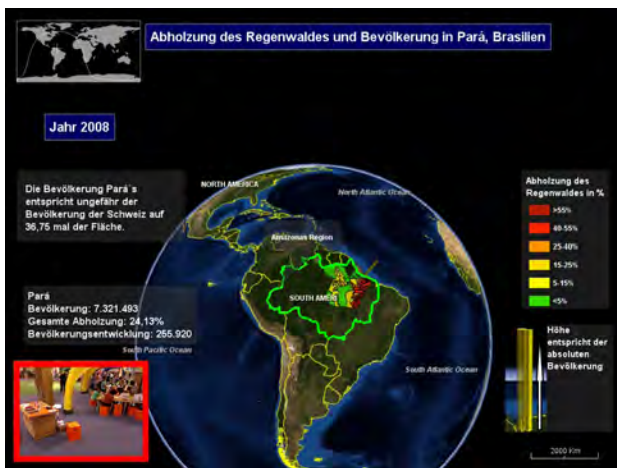 Abholzung des Regenwaldes und Bevölkerung in Pará, Brasilien
Jahr 2008
Die Bevölkerung Pará´s
entspricht ungefähr der
Bevölkerung der Schweiz auf
36,75 mal der Fläche.
NORTH AMERICA
North Atlantic Ocean
Amazonas Region
SOUTH AMERI
Pará
Bevölkerung: 7.321.493
Gesamte Abholzung: 24,13%
Bevölkerungsentwicklung: 255.920
South Pacific Ocean
South Atlantic Ocean
Abholzung des
Regenwaldes in %
>55%
40-55%
25-40%
15-25%
5-15%
<5%
Höhe
entspricht der
absoluten
Bevölkerung
2000 Km